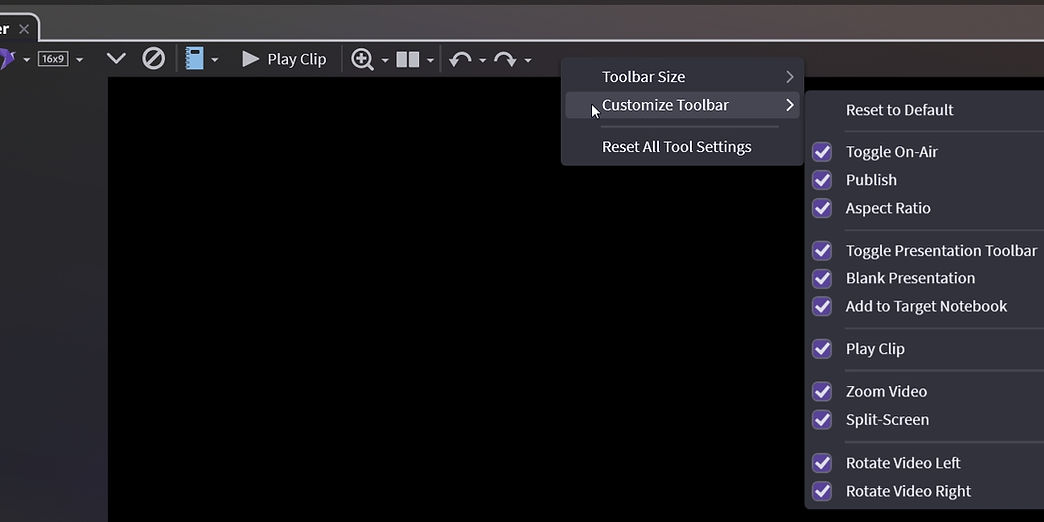 er
16x9
Play Clip
Toolbar Size
Customize Toolbar
Reset All Tool Settings
Reset to Default
Toggle On-Air
Publish
Aspect Ratio
Toggle Presentation Toolbar
Blank Presentation
Add to Target Notebook
Play Clip
Zoom Video
Split-Screen
Rotate Video Left
Rotate Video Right